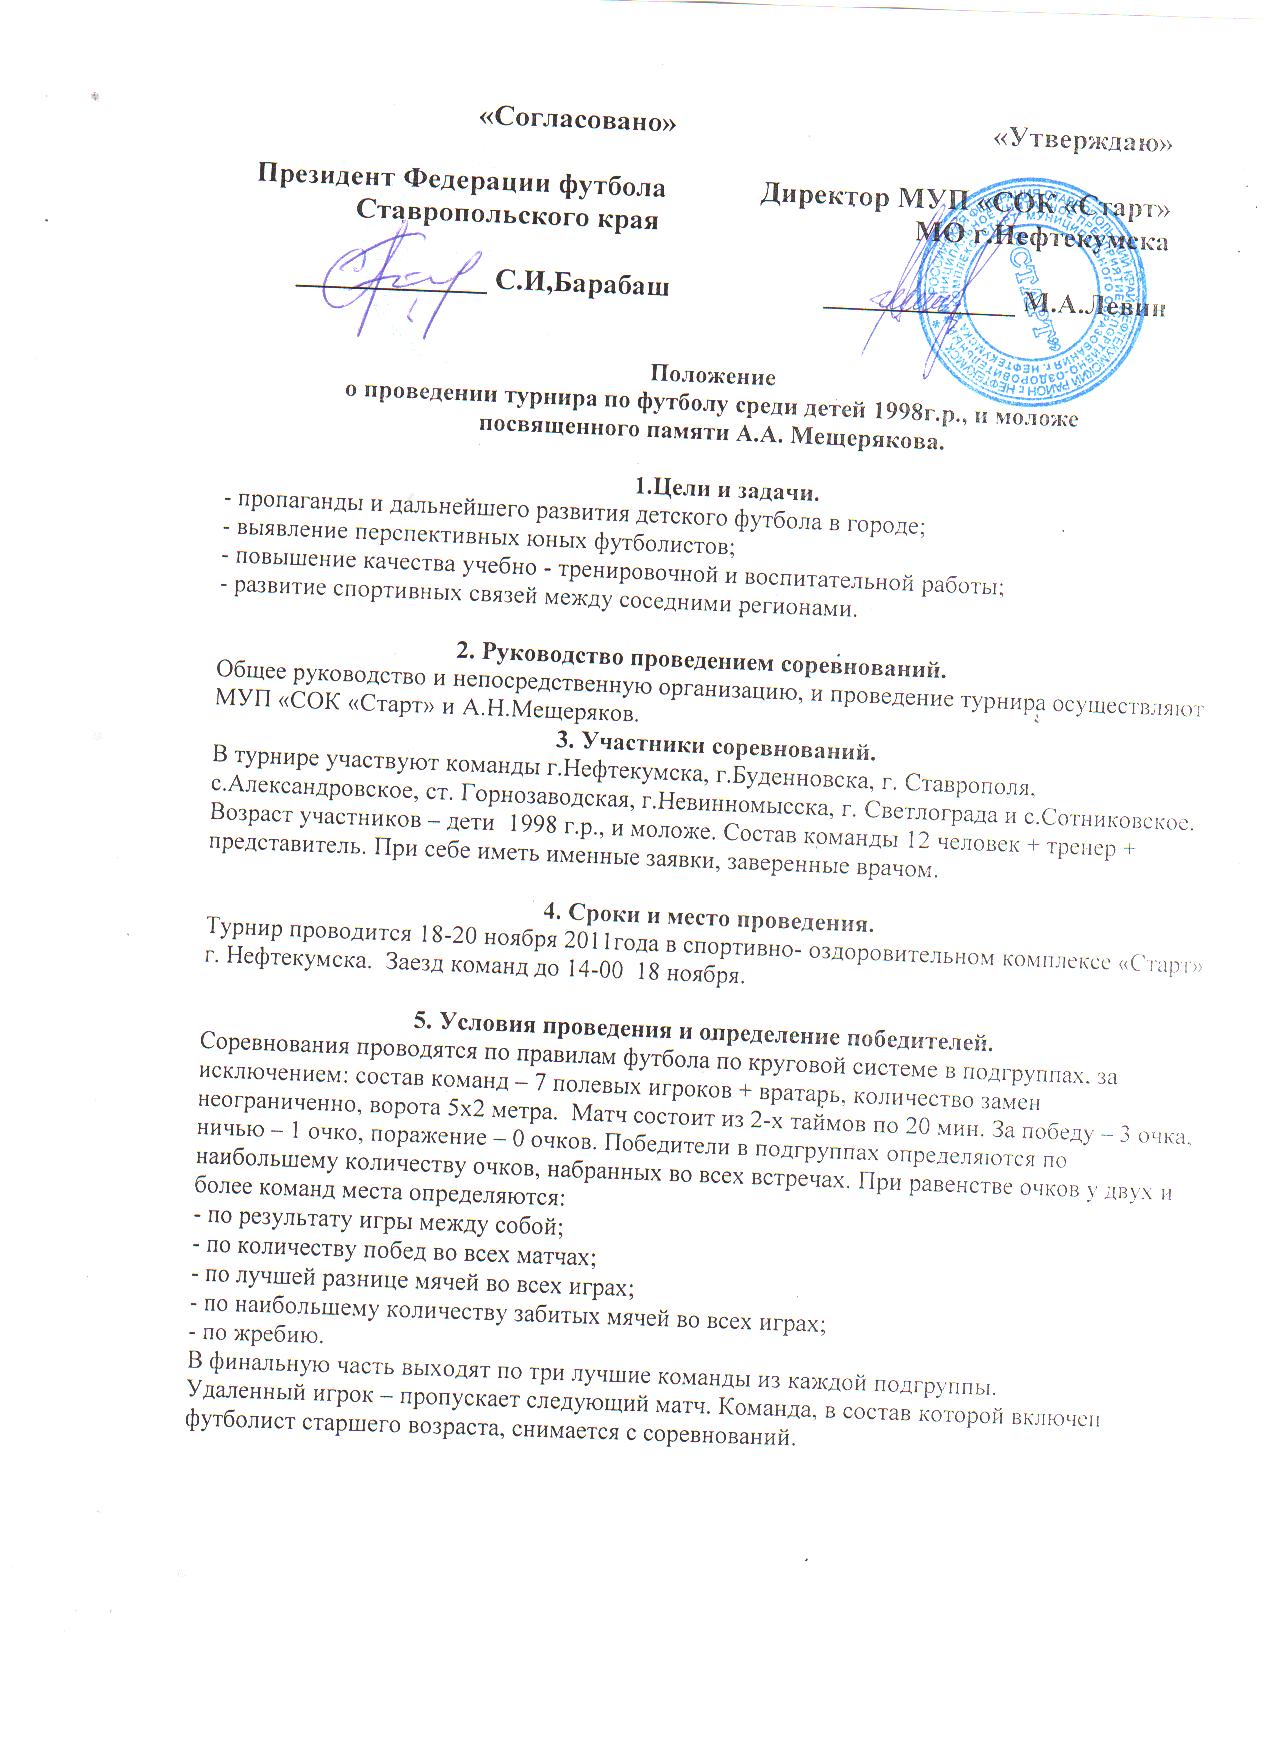 «Согласовано»
«Утверждаю»
Президент Федерации футбола
Ставропольского края
Директор МУП «СОК «Старт»
МО г.Нефтекумска
С.И,Барабаш
М.А.Левин
СТАРТ
Положение
о проведении турнира по футболу среди детей 1998г.р., и моложе
посвященного памяти А.А. Мещерякова.
1.Цели и задачи.
- пропаганды и дальнейшего развития детского футбола в городе;
- выявление перспективных юных футболистов;
- повышение качества учебно - тренировочной и воспитательной работы;
- развитие спортивных связей между соседними регионами.
2. Руководство проведением соревнований.
Общее руководство и непосредственную организацию, и проведение турнира осуществляют
МУП «СОК «Старт» и А.Н.Мещеряков.
3. Участники соревнований.
В турнире участвуют команды г.Нефтекумска, г.Буденновска, г. Ставрополя,
с.Александровское, ст. Горнозаводская, г.Невинномысска, г. Светлограда и с.Сотниковское.
Возраст участников – дети 1998 г.р., и моложе. Состав команды 12 человек + тренер +
представитель. При себе иметь именные заявки, заверенные врачом.
4. Сроки и место проведения.
Турнир проводится 18-20 ноября 2011года в спортивно- оздоровительном комплексе «Старт»
г. Нефтекумска. Заезд команд до 14-00 18 ноября.
5. Условия проведения и определение победителей.
Соревнования проводятся по правилам футбола по круговой системе в подгруппах, за
исключением: состав команд – 7 полевых игроков + вратарь, количество замен
неограниченно, ворота 5х2 метра. Матч состоит из 2-х таймов по 20 мин. За победу – 3 очка,
ничью – 1 очко, поражение – 0 очков. Победители в подгруппах определяются по
наибольшему количеству очков, набранных во всех встречах. При равенстве очков у двух и
более команд места определяются:
- по результату игры между собой;
- по количеству побед во всех матчах;
- по лучшей разнице мячей во всех играх;
- по наибольшему количеству забитых мячей во всех играх;
- по жребию.
В финальную часть выходят по три лучшие команды из каждой подгруппы.
Удаленный игрок – пропускает следующий матч. Команда, в состав которой включен
футболист старшего возраста, снимается с соревнований.